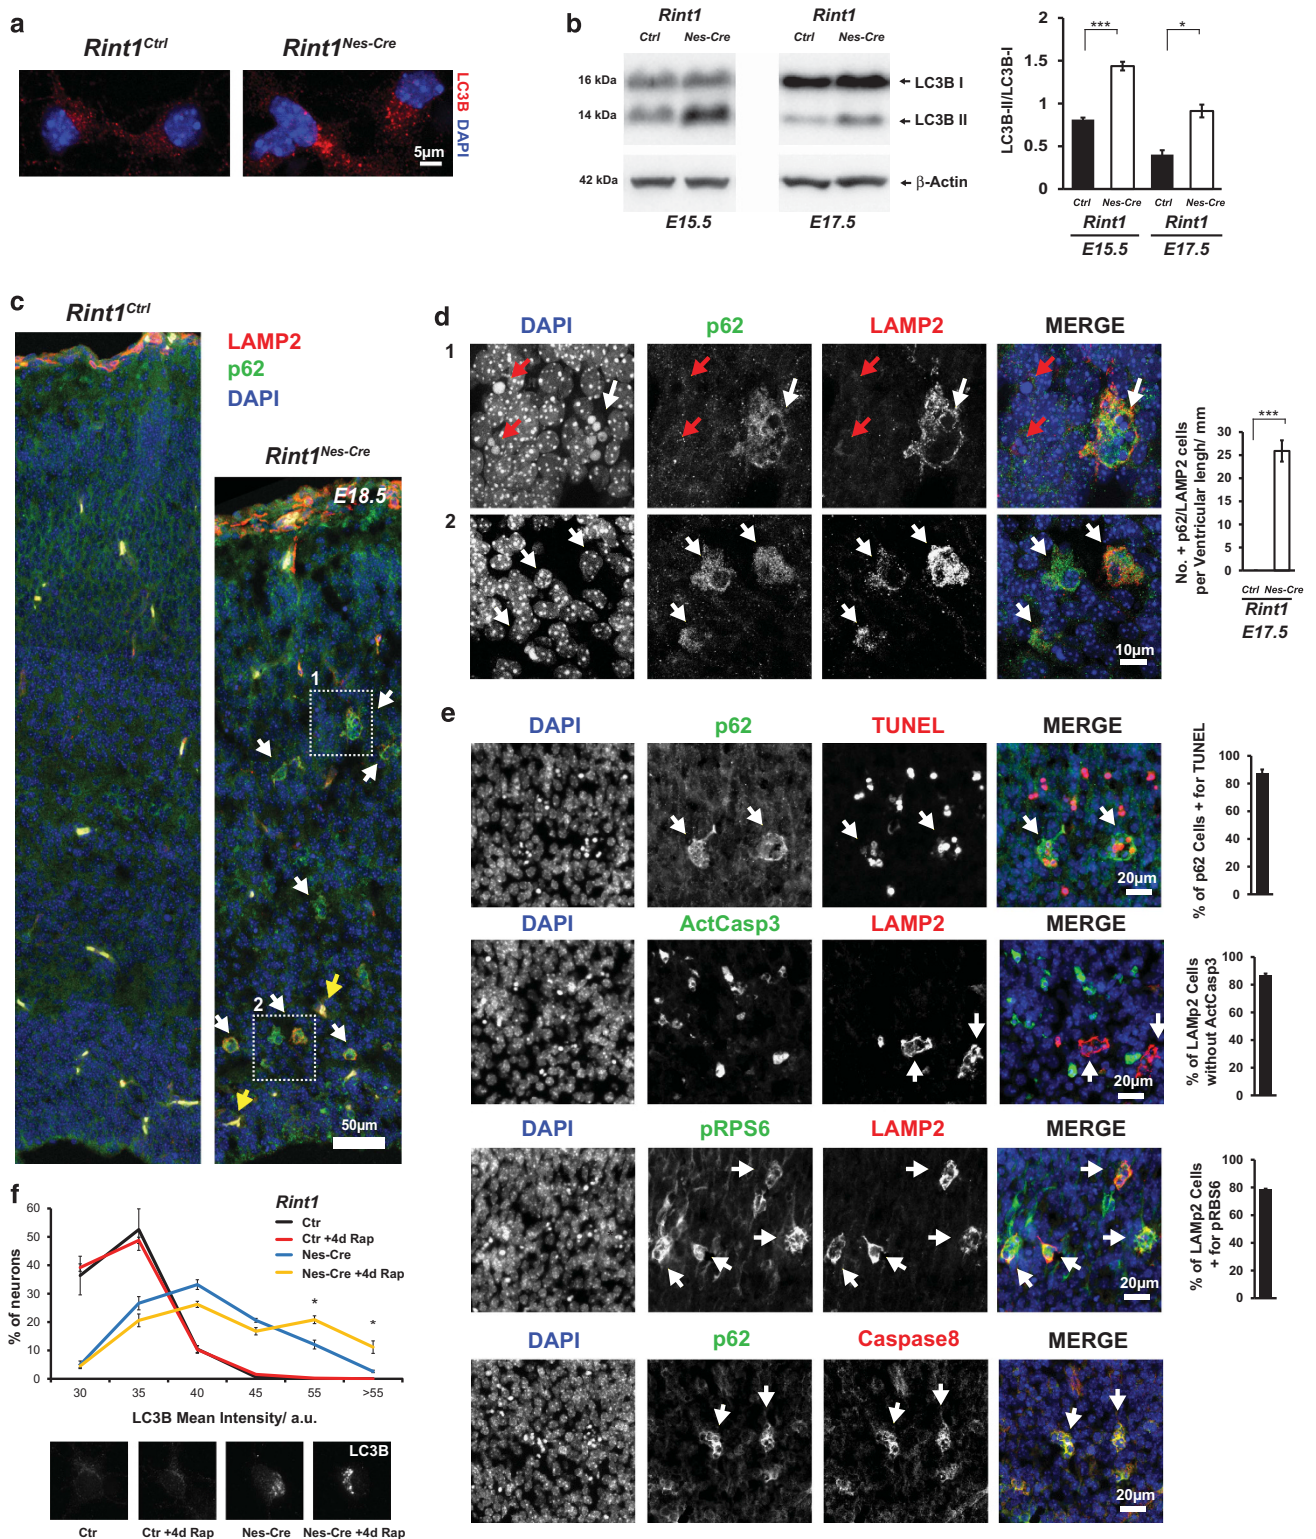 a
Rint1Ctrl
Rint1Nes-Cre
LC3B DAPI
5µm
b
Rint1
Rint1
Ctrl
Nes-Cre
Ctrl
Nes-Cre
16 kDa
LC3B I
14 kDa
LC3B II
42 kDa
β-Actin
E15.5
E17.5
LC3B-II/LC3B-I
2
1.5
1
0.5
0
***
*
Ctrl
Nes-Cre
Ctrl
Nes-Cre
Rint1
Rint1
E15.5
E17.5
c
Rint1Ctrl
LAMP2
p62
DAPI
Rint1Nes-Cre
E18.5
1
2
50µm
d
DAPI
p62
LAMP2
MERGE
1
2
10µm
No. + p62/LAMP2 cells
per Ventricular lengh/ mm
30
25
20
15
10
5
0
***
Ctrl Nes-Cre
Rint1
E17.5
e
DAPI
p62
TUNEL
MERGE
20µm
% of p62 Cells + for TUNEL
100
80
60
40
20
0
DAPI
ActCasp3
LAMP2
MERGE
20µm
% of LAMp2 Cells
without ActCasp3
100
80
60
40
20
0
DAPI
pRPS6
LAMP2
MERGE
20µm
% of LAMp2 Cells
+ for pRBS6
100
80
60
40
20
0
DAPI
p62
Caspase8
MERGE
20µm
f
Rint1
Ctr
Ctr +4d Rap
Nes-Cre
Nes-Cre +4d Rap
% of neurons
60
50
40
30
20
10
0
*
*
30
35
40
45
55
>55
LC3B Mean Intensity/ a.u.
LC3B
Ctr
Ctr +4d Rap
Nes-Cre
Nes-Cre +4d Rap